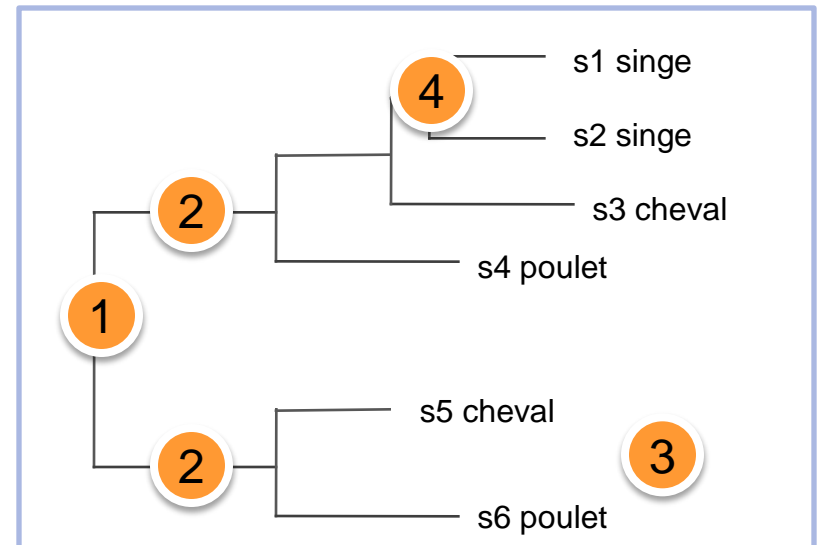 s1 singe
4
s2 singe
2
s3 cheval
s4 poulet
1
s5 cheval
2
3
s6 poulet